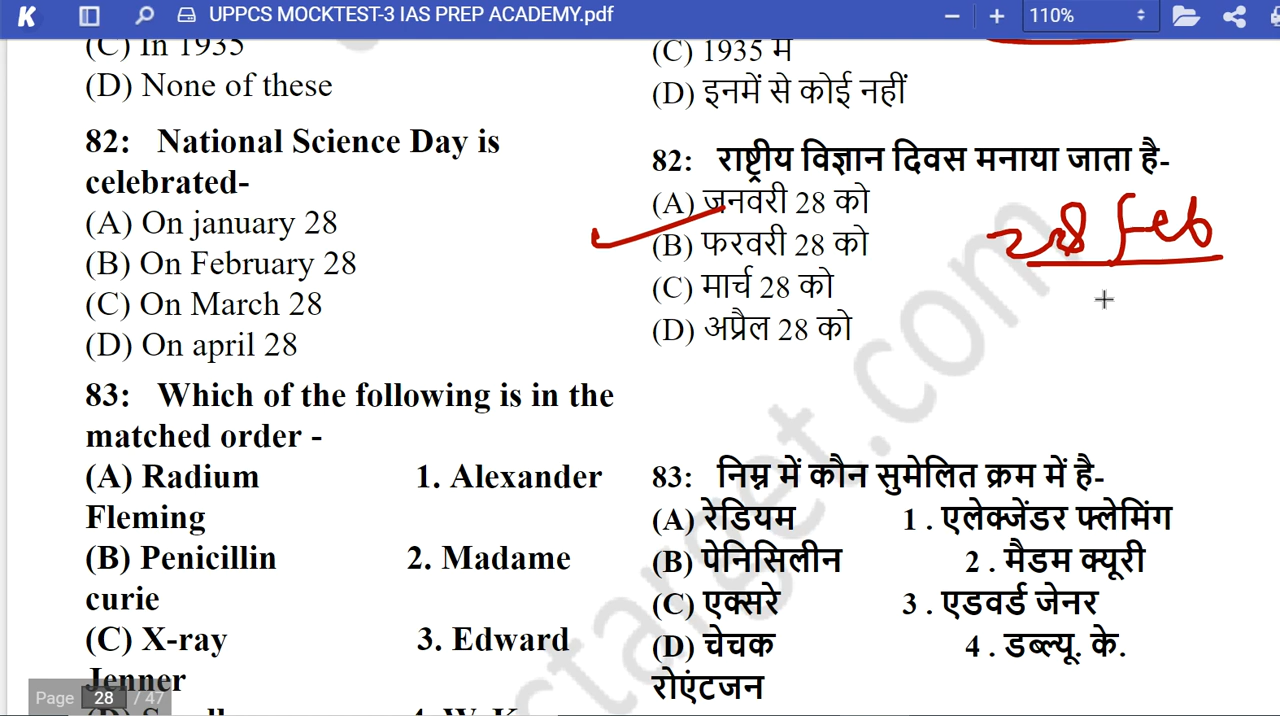 UPPCS MOCKTEST-3 IAS PREP ACADEMY.pdf
110%
(C) In 1935
(D) None of these
82: National Science Day is
celebrated-
(A) On january 28
(B) On February 28
(C) On March 28
(D) On april 28
83: Which of the following is in the
matched order -
(A) Radium 1. Alexander
Fleming
(B) Penicillin 2. Madame
curie
(C) X-ray 3. Edward
Jenner
(C) 1935 में
(D) इनमें से कोई नहीं
82: राष्ट्रीय विज्ञान दिवस मनाया जाता है-
(A) जनवरी 28 को
(B) फरवरी 28 को
(C) मार्च 28 को
(D) अप्रैल 28 को
28 Feb
83: निम्न में कौन सुमेलित क्रम में है-
(A) रेडियम 1 . एलेक्जेंडर फ्लेमिंग
(B) पेनिसिलीन 2 . मैडम क्यूरी
(C) एक्सरे 3 . एडवर्ड जेनर
(D) चेचक 4 . डब्ल्यू. के.
रोएंटजन
Page 28 / 47